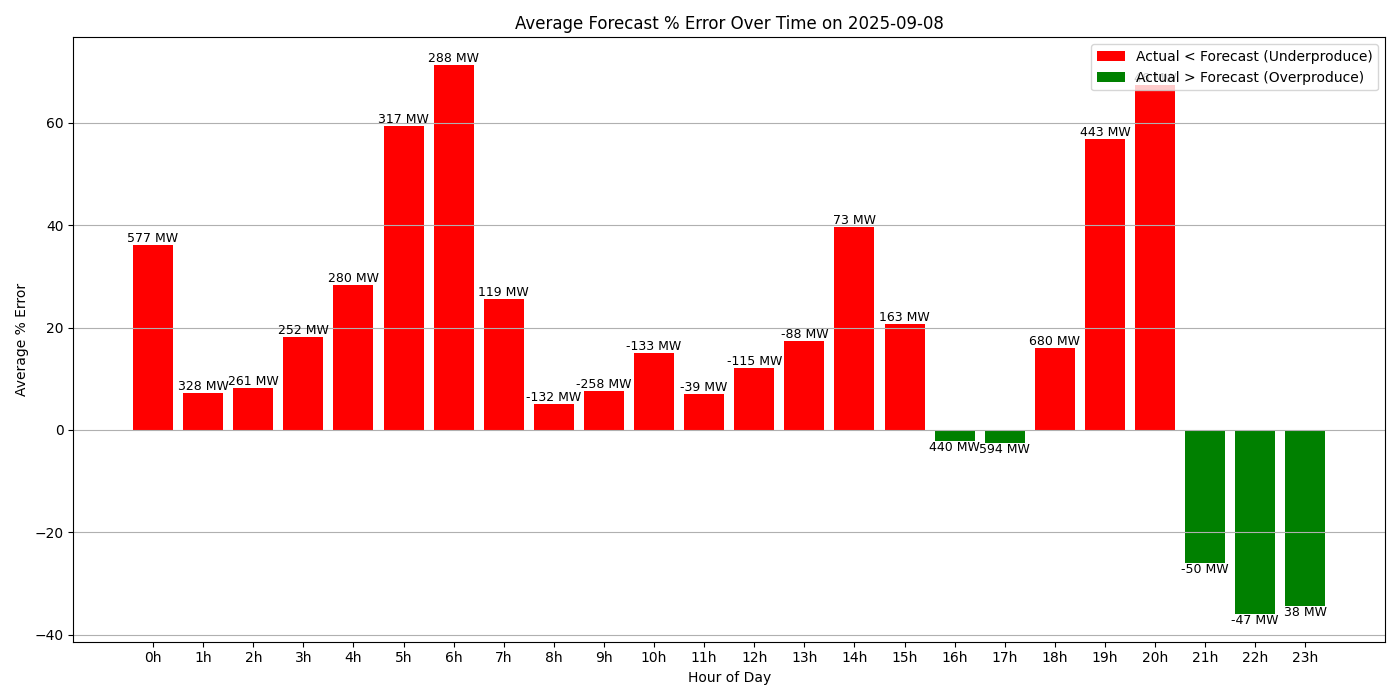 Average Forecast % Error Over Time on 2025-09-08
Actual < Forecast (Underproduce)
Actual > Forecast (Overproduce)
Average % Error
60
40
20
0
−20
−40
577 MW
328 MW
261 MW
252 MW
280 MW
317 MW
288 MW
119 MW
-132 MW
-258 MW
-133 MW
-39 MW
-115 MW
-88 MW
73 MW
163 MW
440 MW
594 MW
680 MW
443 MW
-50 MW
-47 MW
38 MW
0h 1h 2h 3h 4h 5h 6h 7h 8h 9h 10h 11h 12h 13h 14h 15h 16h 17h 18h 19h 20h 21h 22h 23h
Hour of Day